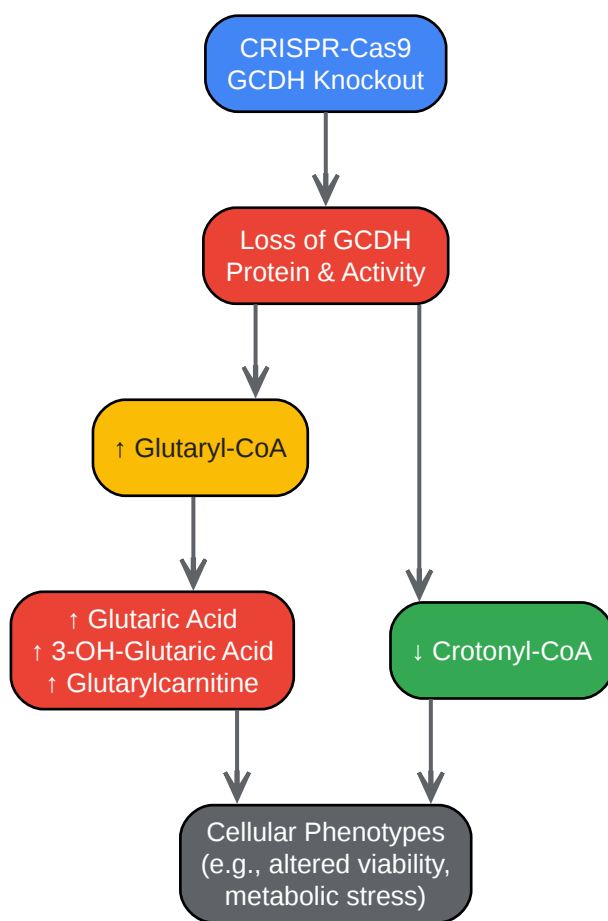 CRISPR-Cas9
GCDH Knockout
Loss of GCDH
Protein & Activity
↑ Glutaryl-CoA
↑ Glutaric Acid
↑ 3-OH-Glutaric Acid
↑ Glutarylcarnitine
↓ Crotonyl-CoA
Cellular Phenotypes
(e.g., altered viability,
metabolic stress)